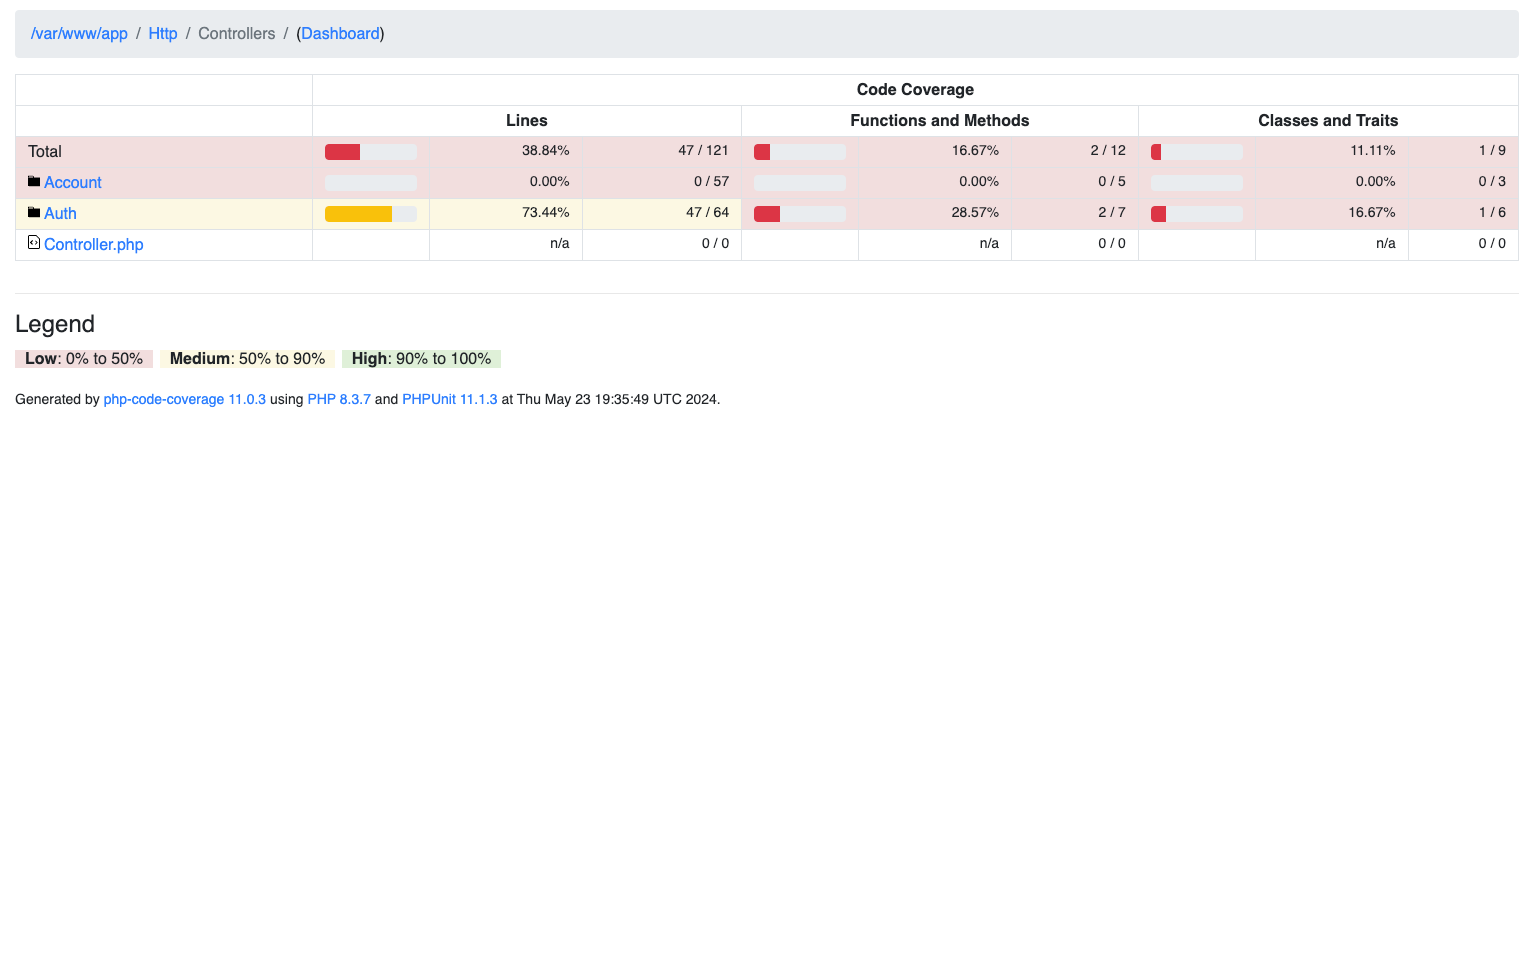 /var/www/app / Http / Controllers / (Dashboard)
Code Coverage
Lines Functions and Methods Classes and Traits
Total 38.84% 47 / 121 16.67% 2 / 12 11.11% 1 / 9
Account 0.00% 0 / 57 0.00% 0 / 5 0.00% 0 / 3
Auth 73.44% 47 / 64 28.57% 2 / 7 16.67% 1 / 6
Controller.php n/a 0 / 0 n/a 0 / 0 n/a 0 / 0
Legend
Low: 0% to 50% Medium: 50% to 90% High: 90% to 100%
Generated by php-code-coverage 11.0.3 using PHP 8.3.7 and PHPUnit 11.1.3 at Thu May 23 19:35:49 UTC 2024.